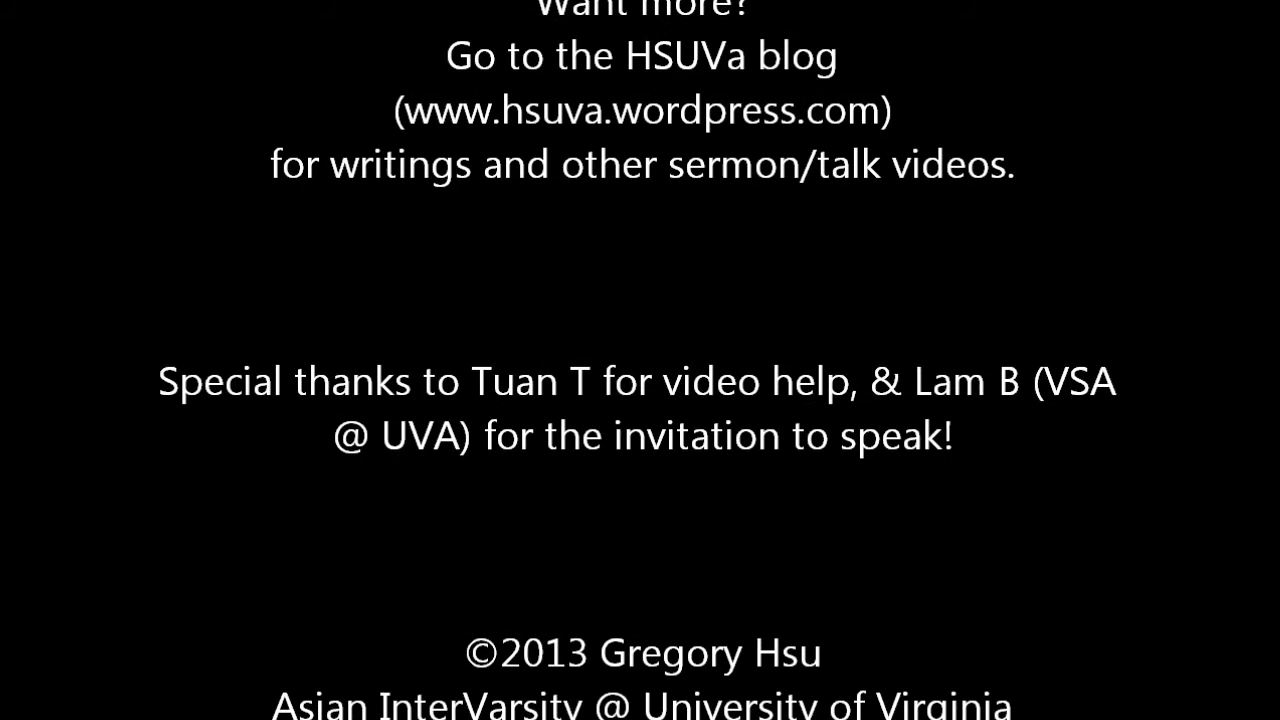 Want more?
Go to the HSUVa blog
(www.hsuva.wordpress.com)
for writings and other sermon/talk videos.
Special thanks to Tuan T for video help, & Lam B (VSA
@ UVA) for the invitation to speak!
©2013 Gregory Hsu
Asian InterVarsity @ University of Virginia